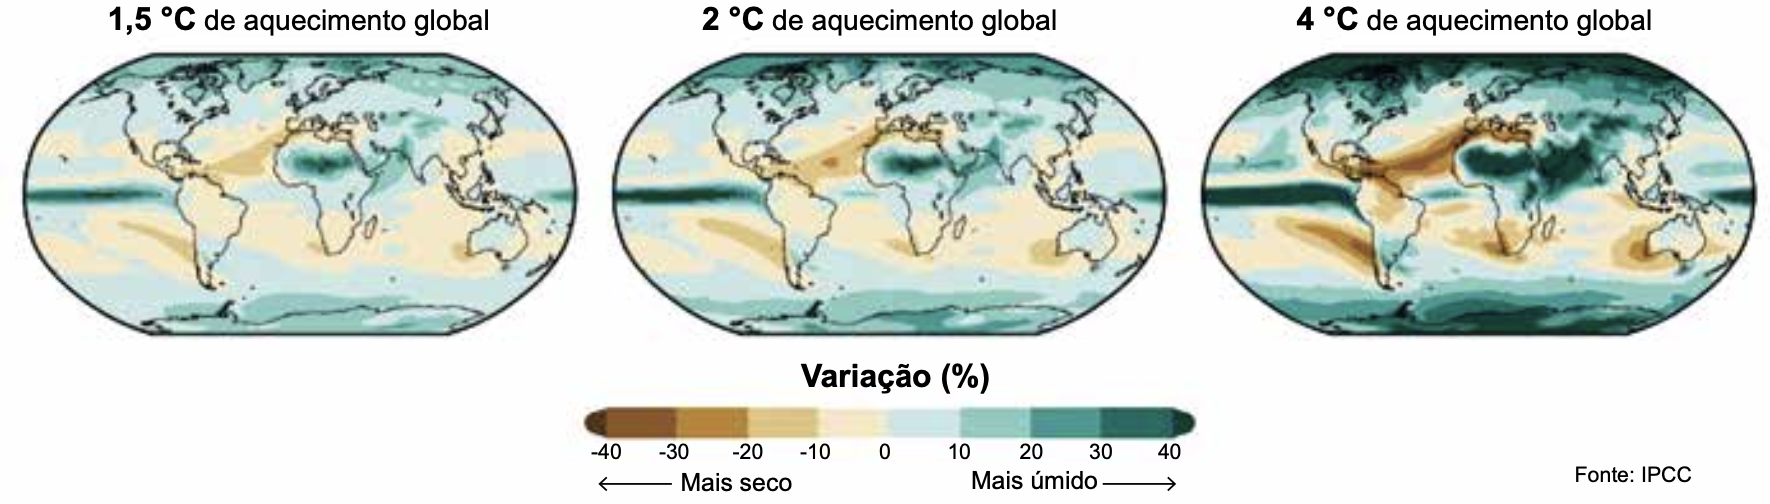 1,5 °C de aquecimento global
2 °C de aquecimento global
4 °C de aquecimento global
Variação (%)
-40 -30 -20 -10 0 10 20 30 40
Mais seco Mais úmido
Fonte: IPCC